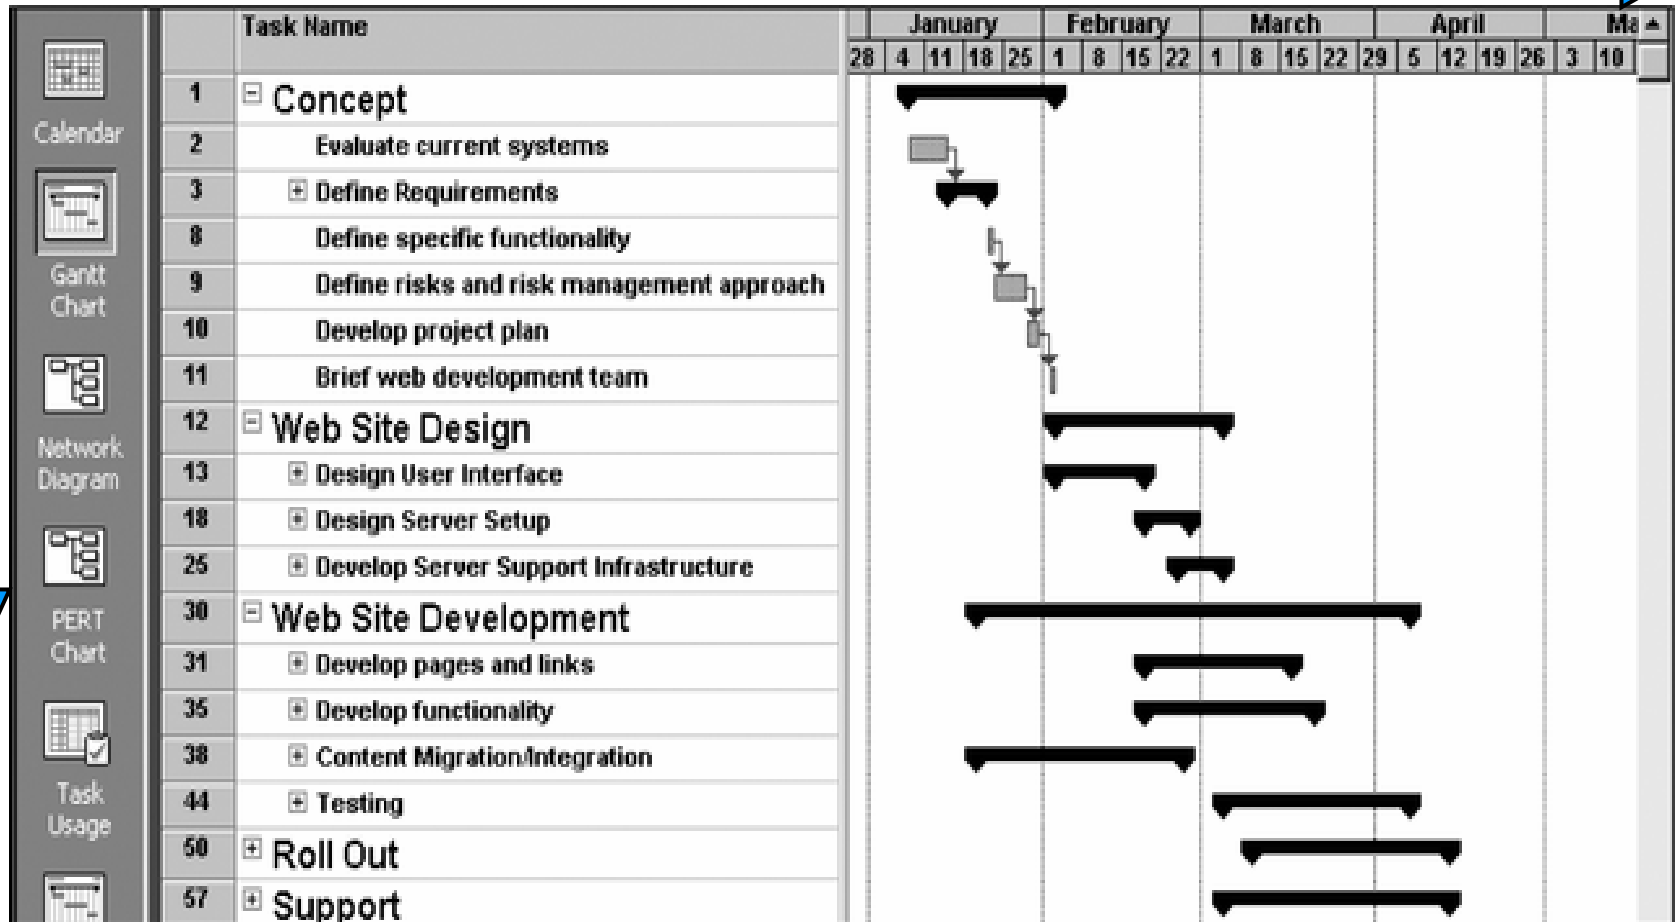 Task Name
January February March April Ma
28 4 11 18 25 1 8 15 22 1 8 15 22 29 5 12 19 26 3 10
Calendar
Gantt
Chart
Network
Diagram
PERT
Chart
Task
Usage
1 Concept
2 Evaluate current systems
3 Define Requirements
8 Define specific functionality
9 Define risks and risk management approach
10 Develop project plan
11 Brief web development team
12 Web Site Design
13 Design User Interface
18 Design Server Setup
25 Develop Server Support Infrastructure
30 Web Site Development
31 Develop pages and links
35 Develop functionality
38 Content Migration/Integration
44 Testing
50 Roll Out
57 Support